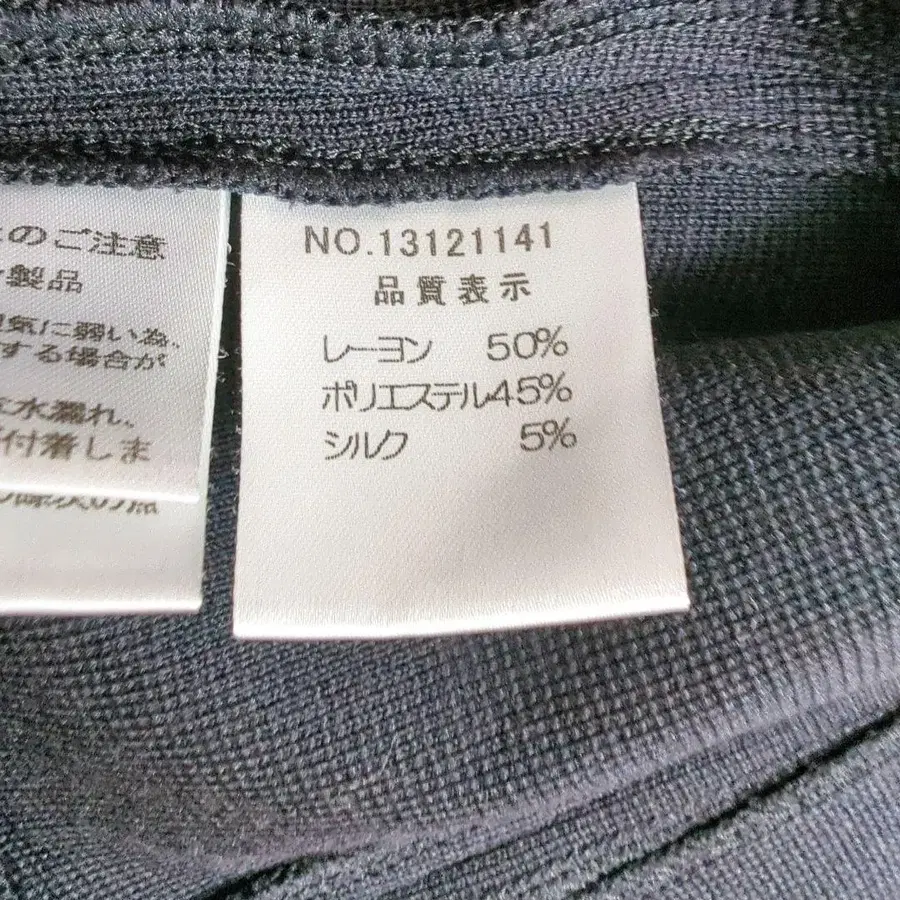 のご注意
製品
気に弱い為、
する場合が
水濡れ、
付着しま
NO.13121141
品質表示
レーヨン 50%
ポリエステル45%
シルク 5%